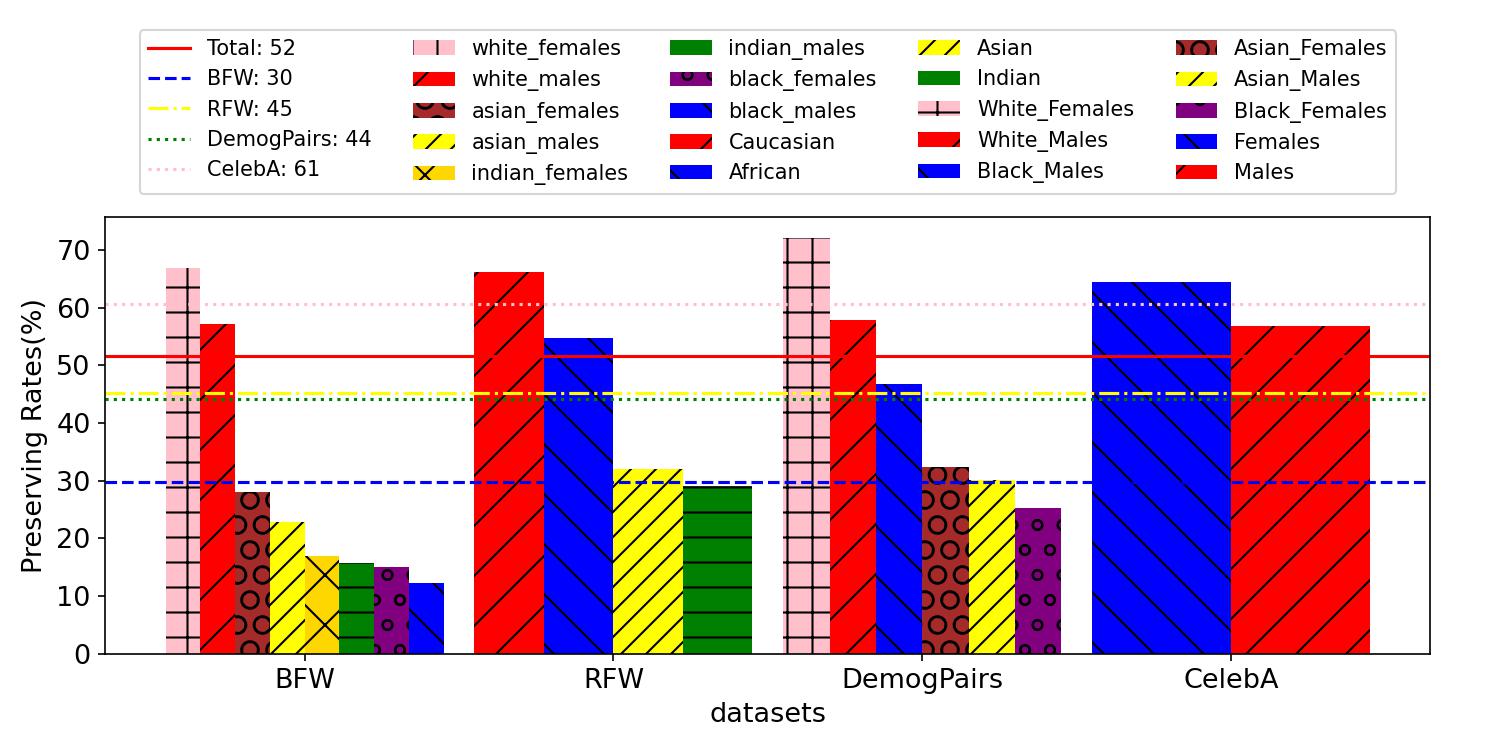 Total: 52
BFW: 30
RFW: 45
DemogPairs: 44
CelebA: 61
white_females
white_males
asian_females
asian_males
indian_females
indian_males
black_females
black_males
Caucasian
African
Asian
Indian
White_Females
White_Males
Black_Males
Asian_Females
Asian_Males
Black_Females
Females
Males
Preserving Rates(%)
70
60
50
40
30
20
10
0
BFW RFW DemogPairs CelebA
datasets